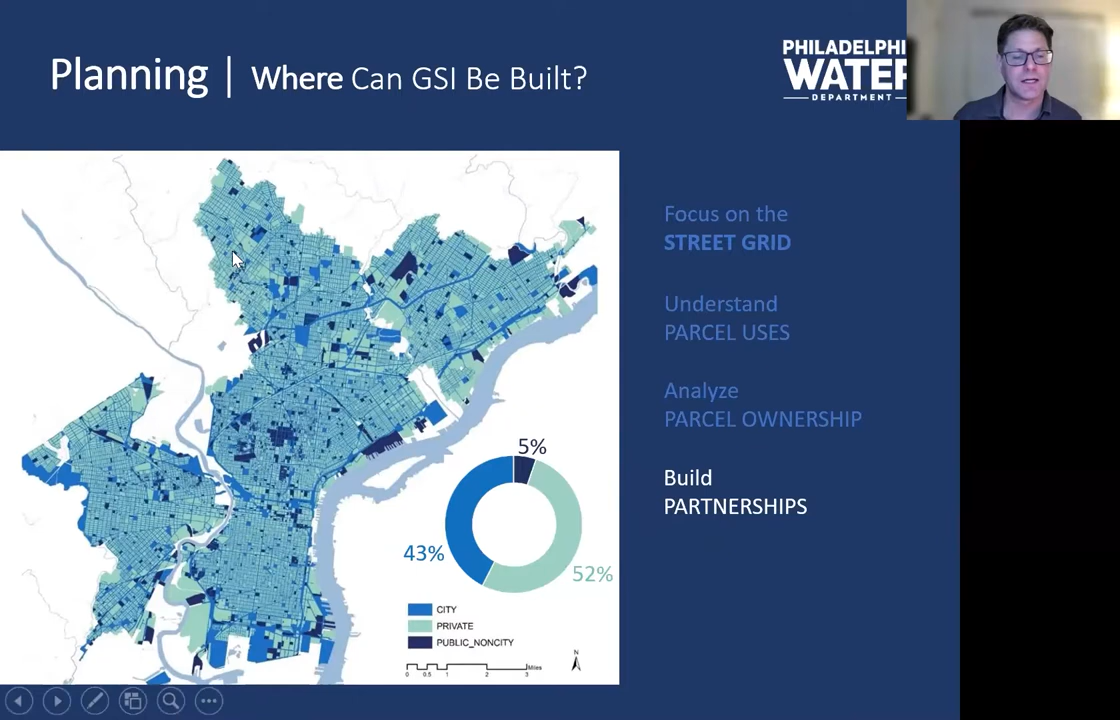 Planning | Where Can GSI Be Built?
PHILADELPHI
WATER
DEPARTMENT
Focus on the
STREET GRID
Understand
PARCEL USES
Analyze
PARCEL OWNERSHIP
Build
PARTNERSHIPS
5%
43%
52%
CITY
PRIVATE
PUBLIC_NONCITY
N
Miles
0 0.5 1 2 3